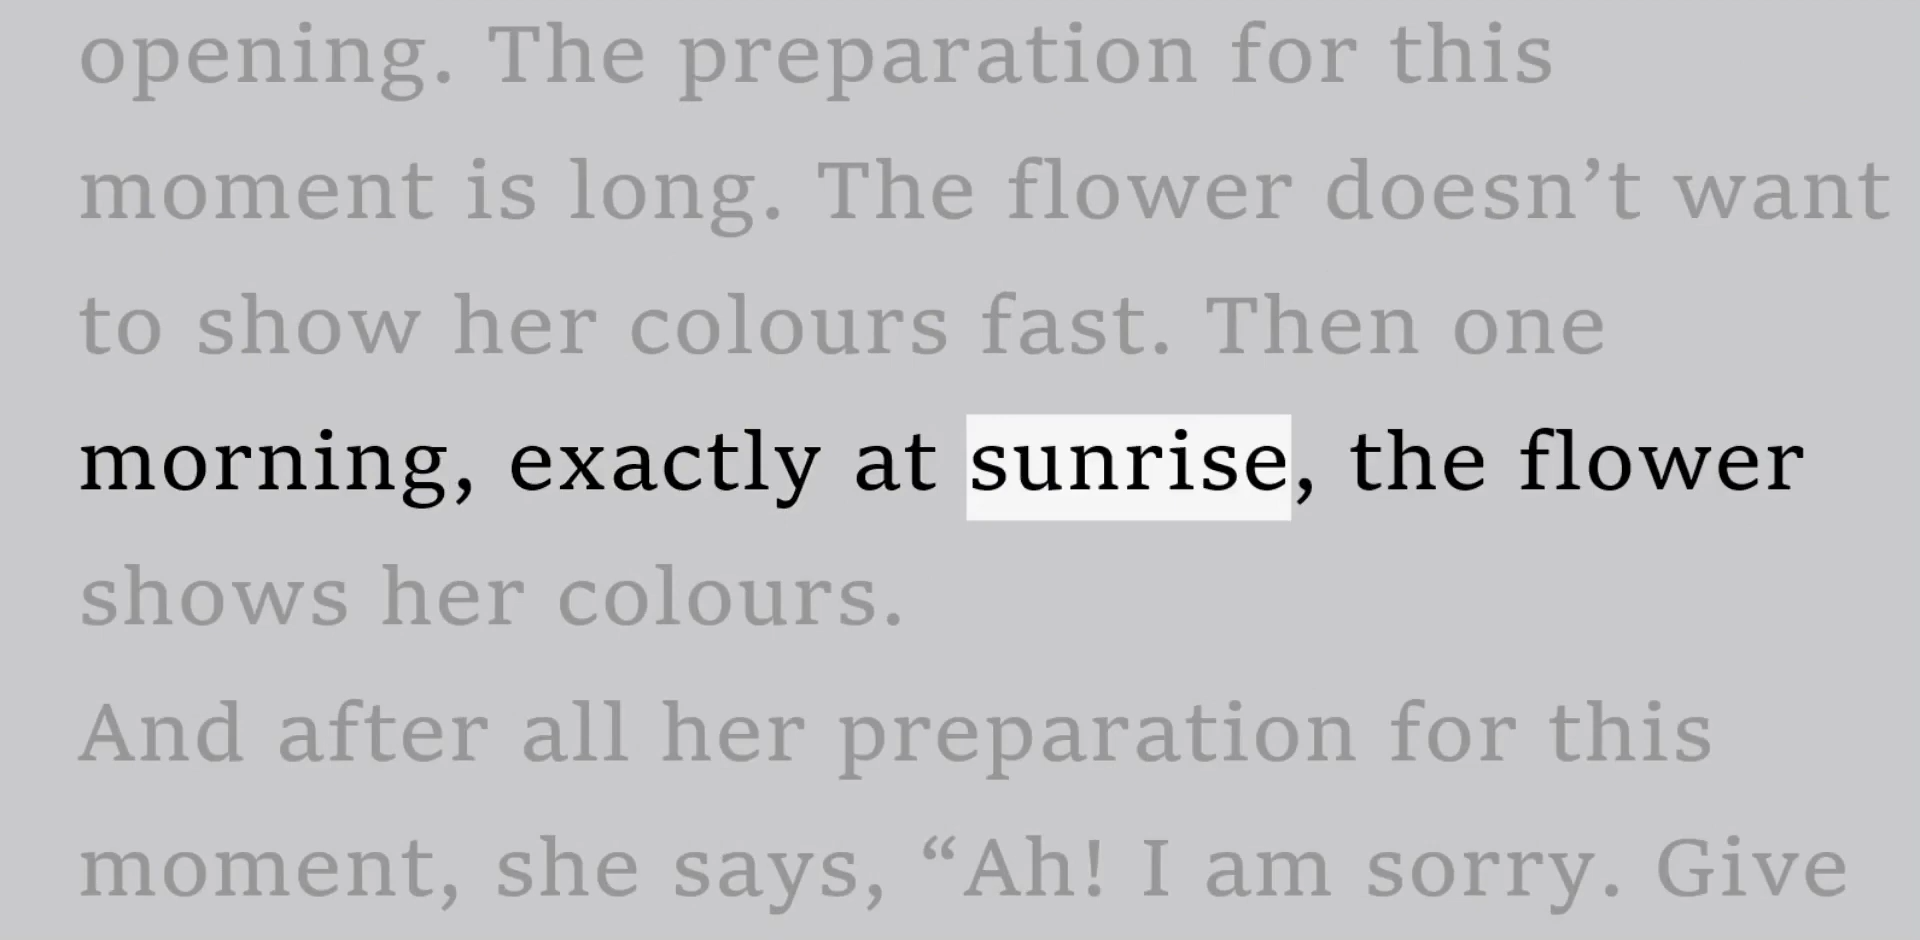 opening. The preparation for this
moment is long. The flower doesn’t want
to show her colours fast. Then one
morning, exactly at sunrise, the flower
shows her colours.
And after all her preparation for this
moment, she says, “Ah! I am sorry. Give